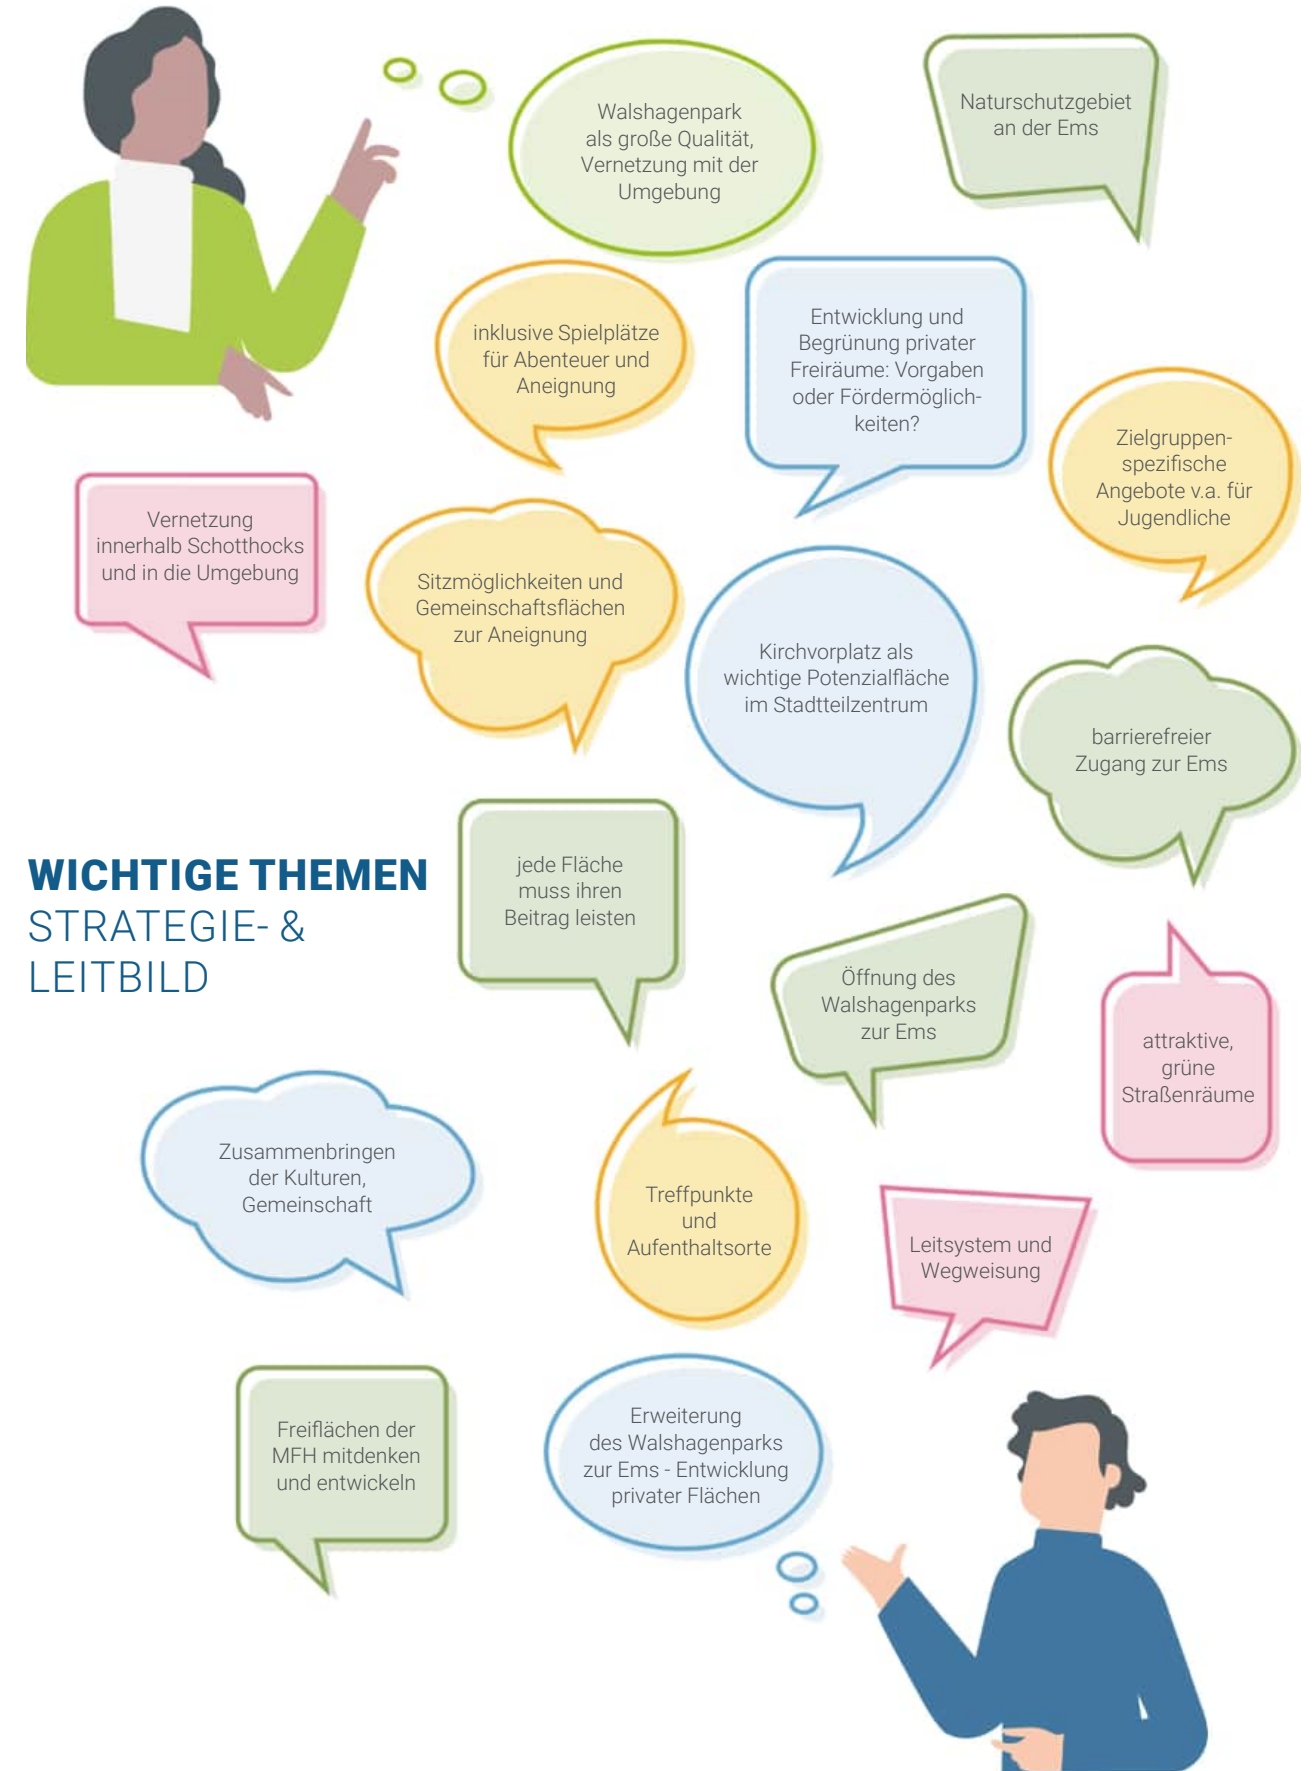 Walshagenpark
als große Qualität,
Vernetzung mit der
Umgebung
Naturschutzgebiet
an der Ems
inklusive Spielplätze
für Abenteuer und
Aneignung
Entwicklung und
Begrünung privater
Freiräume: Vorgaben
oder Fördermöglich-
keiten?
Zielgruppen-
spezifische
Angebote v.a. für
Jugendliche
Vernetzung
innerhalb Schotthocks
und in die Umgebung
Sitzmöglichkeiten und
Gemeinschaftsflächen
zur Aneignung
Kirchvorplatz als
wichtige Potenzialfläche
im Stadtteilzentrum
barrierefreier
Zugang zur Ems
WICHTIGE THEMEN
STRATEGIE- &
LEITBILD
jede Fläche
muss ihren
Beitrag leisten
Öffnung des
Walshagenparks
zur Ems
attraktive,
grüne
Straßenräume
Zusammenbringen
der Kulturen,
Gemeinschaft
Treffpunkte
und
Aufenthaltsorte
Leitsystem und
Wegweisung
Freiflächen der
MFH mitdenken
und entwickeln
Erweiterung
des Walshagenparks
zur Ems - Entwicklung
privater Flächen